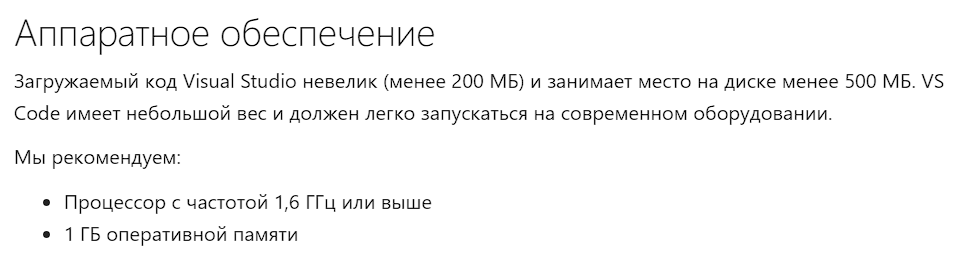 Аппаратное обеспечение
Загружаемый код Visual Studio невелик (менее 200 МБ) и занимает место на диске менее 500 МБ. VS
Code имеет небольшой вес и должен легко запускаться на современном оборудовании.
Мы рекомендуем:
• Процессор с частотой 1,6 ГГц или выше
• 1 ГБ оперативной памяти